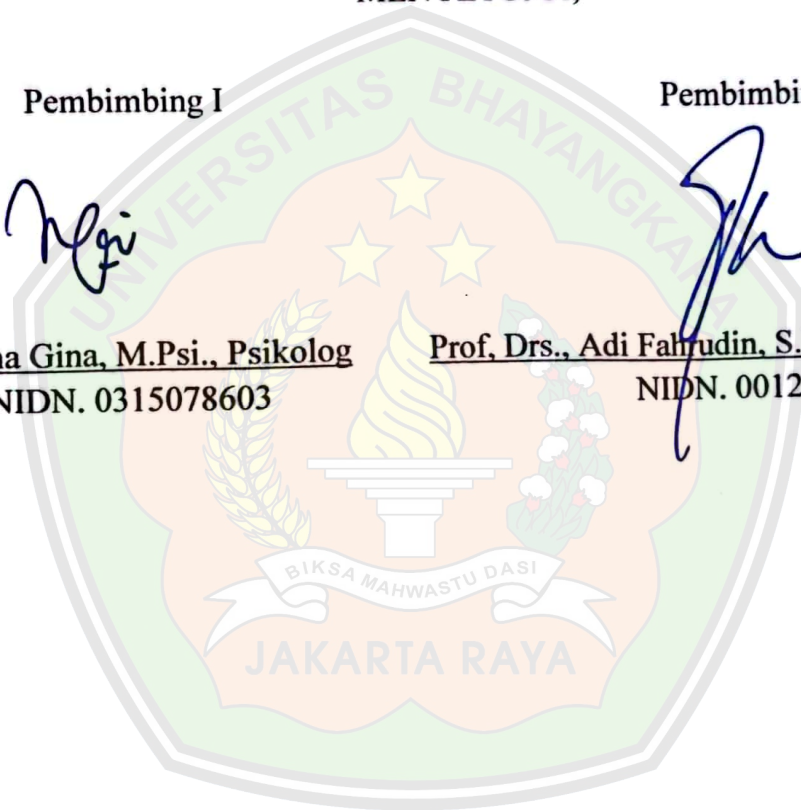 Pembimbing I
Pembimbi
na Gina, M.Psi., Psikolog
NIDN. 0315078603
Prof, Drs., Adi Fahrudin, S.
NIDN. 0012
UNIVERSITAS BHAYANGKARA
BIKSA MAHWASTU DASI
JAKARTA RAYA